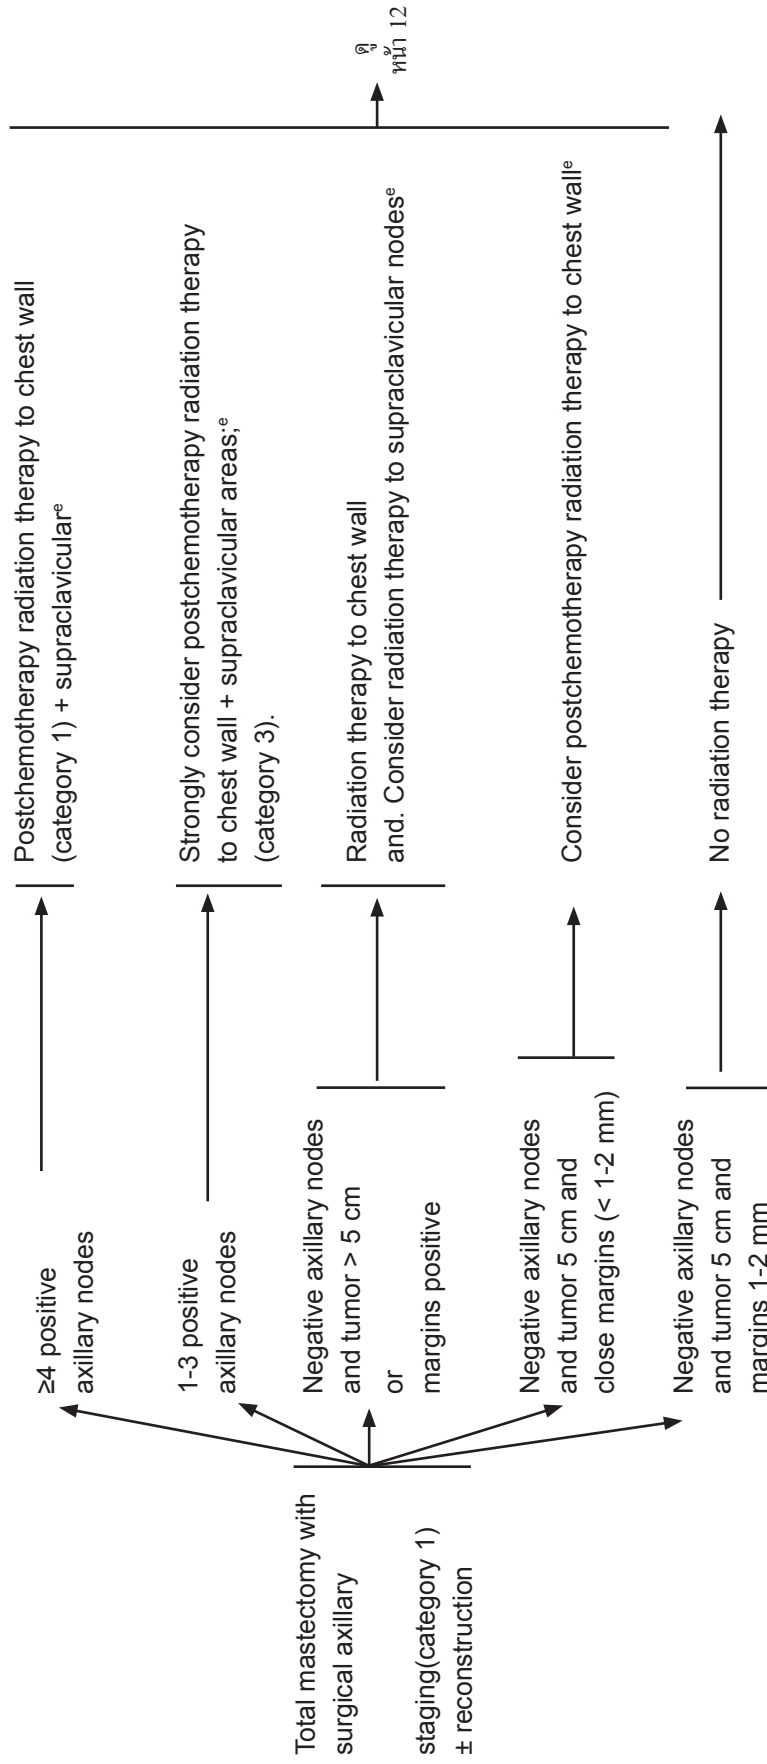 Total mastectomy with
surgical axillary
staging(category 1)
± reconstruction
≥4 positive
axillary nodes
1-3 positive
axillary nodes
Negative axillary nodes
and tumor > 5 cm
or
margins positive
Negative axillary nodes
and tumor 5 cm and
close margins (< 1-2 mm)
Negative axillary nodes
and tumor 5 cm and
margins 1-2 mm
Postchemotherapy radiation therapy to chest wall
(category 1) + supraclavicularᵉ
Strongly consider postchemotherapy radiation therapy
to chest wall + supraclavicular areas;ᵉ
(category 3).
Radiation therapy to chest wall
and. Consider radiation therapy to supraclavicular nodesᵉ
Consider postchemotherapy radiation therapy to chest wallᵉ
No radiation therapy
ดู
หน้า 12